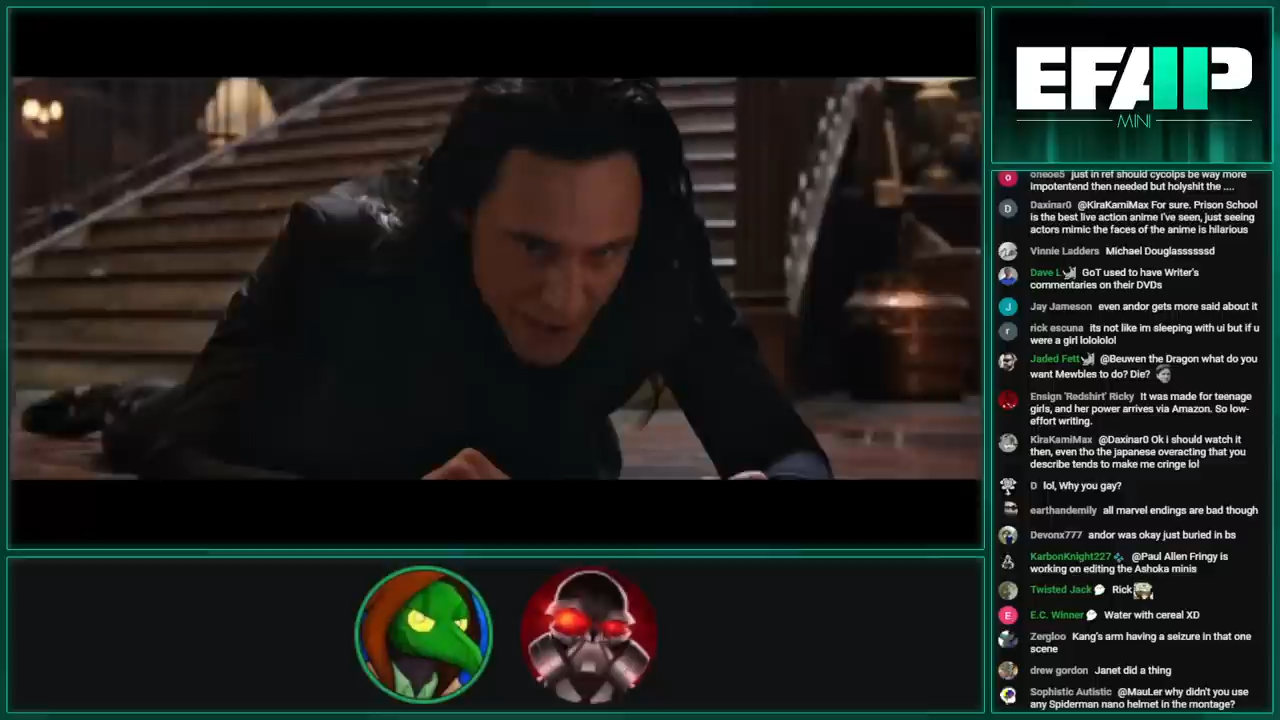 EFAP
MINI
oneoe5 just in ref should cycolps be way more
impotentend then needed but holyshit the ....
Daxinar0 @KiraKamiMax For sure. Prison School
is the best live action anime I've seen, just seeing
actors mimic the faces of the anime is hilarious
Vinnie Ladders Michael Douglassssssd
Dave L GoT used to have Writer's
commentaries on their DVDs
Jay Jameson even andor gets more said about it
rick escuna its not like im sleeping with ui but if u
were a girl lolololol
Jaded Fett @Beuwen the Dragon what do you
want Mewbles to do? Die?
Ensign 'Redshirt' Ricky It was made for teenage
girls, and her power arrives via Amazon. So low-
effort writing.
KiraKamiMax @Daxinar0 Ok i should watch it
then, even tho the japanese overacting that you
describe tends to make me cringe lol
D lol, Why you gay?
earthandemily all marvel endings are bad though
Devonx777 andor was okay just buried in bs
KarbonKnight227 @Paul Allen Fringy is
working on editing the Ashoka minis
Twisted Jack Rick
E.C. Winner Water with cereal XD
Zergloo Kang's arm having a seizure in that one
scene
drew gordon Janet did a thing
Sophistic Autistic @MauLer why didn't you use
any Spiderman nano helmet in the montage?